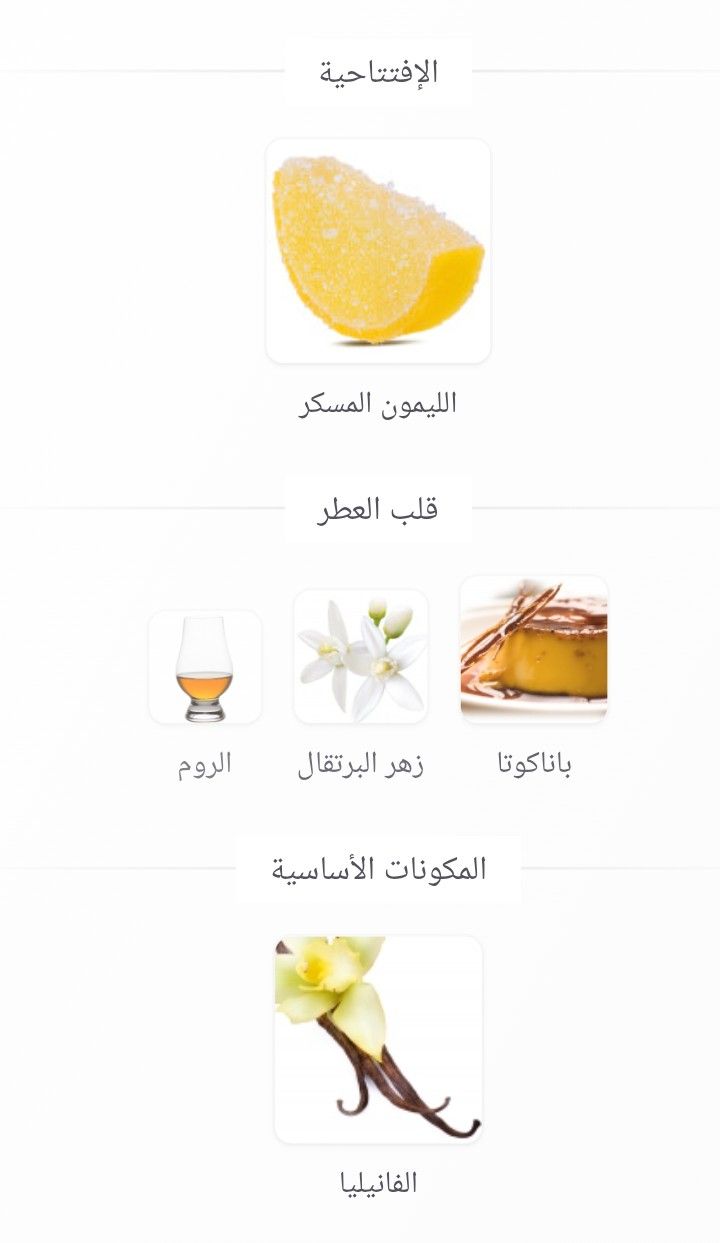 الإفتتاحية
الليمون المسكر
قلب العطر
باناكوتا
زهر البرتقال
الروم
المكونات الأساسية
الفانيليا